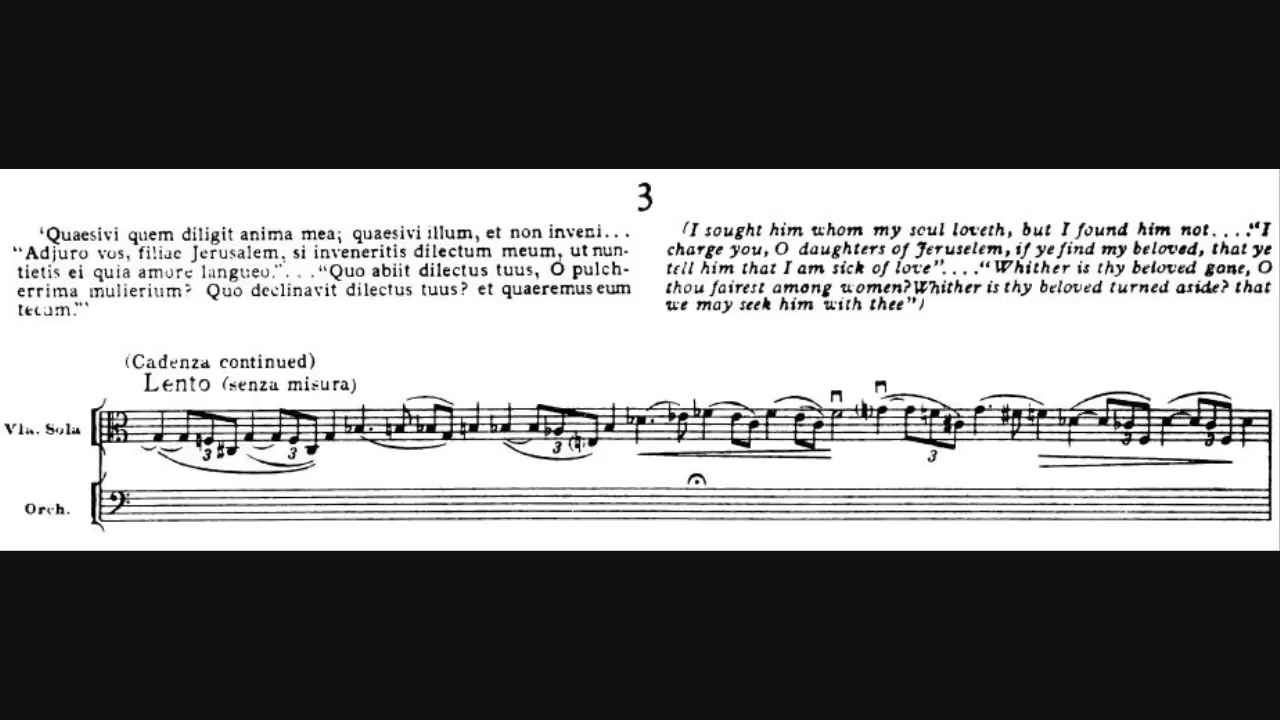 3
'Quaesivi quem diligit anima mea; quaesivi illum, et non inveni...
"Adjuro vos, filiae Jerusalem, si inveneritis dilectum meum, ut nun-
tietis ei quia amore langueo."...."Quo abiit dilectus tuus, O pulch-
errima mulierium? Quo declinavit dilectus tuus? et quaeremus eum
tecum."'
(I sought him whom my soul loveth, but I found him not...."I
charge you, O daughters of Jeruselem, if ye find my beloved, that ye
tell him that I am sick of love"...."Whither is thy beloved gone, O
thou fairest among women? Whither is thy beloved turned aside? that
we may seek him with thee")
(Cadenza continued)
Lento (senza misura)
Vla. Sola
3 3 3 3 3 3
Orch.